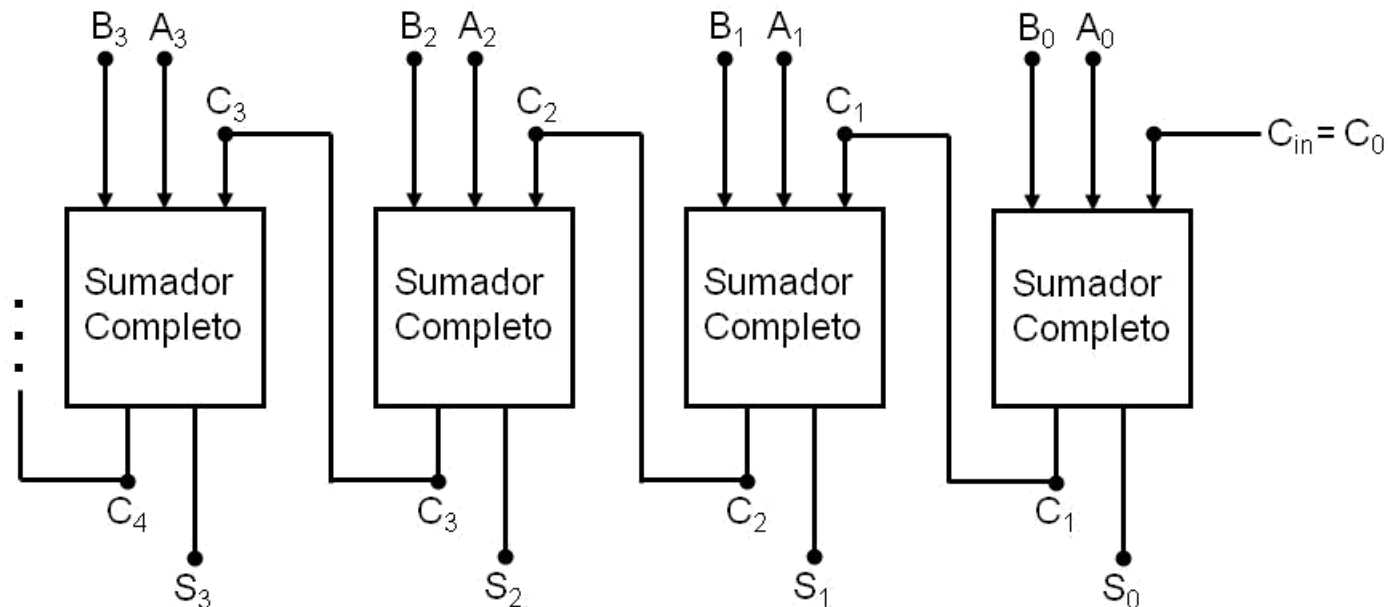 B₃ A₃ B₂ A₂ B₁ A₁ B₀ A₀
C₃ C₂ C₁ C_in = C₀
Sumador Sumador Sumador Sumador
Completo Completo Completo Completo
C₄ C₃ C₂ C₁
S₃ S₂ S₁ S₀